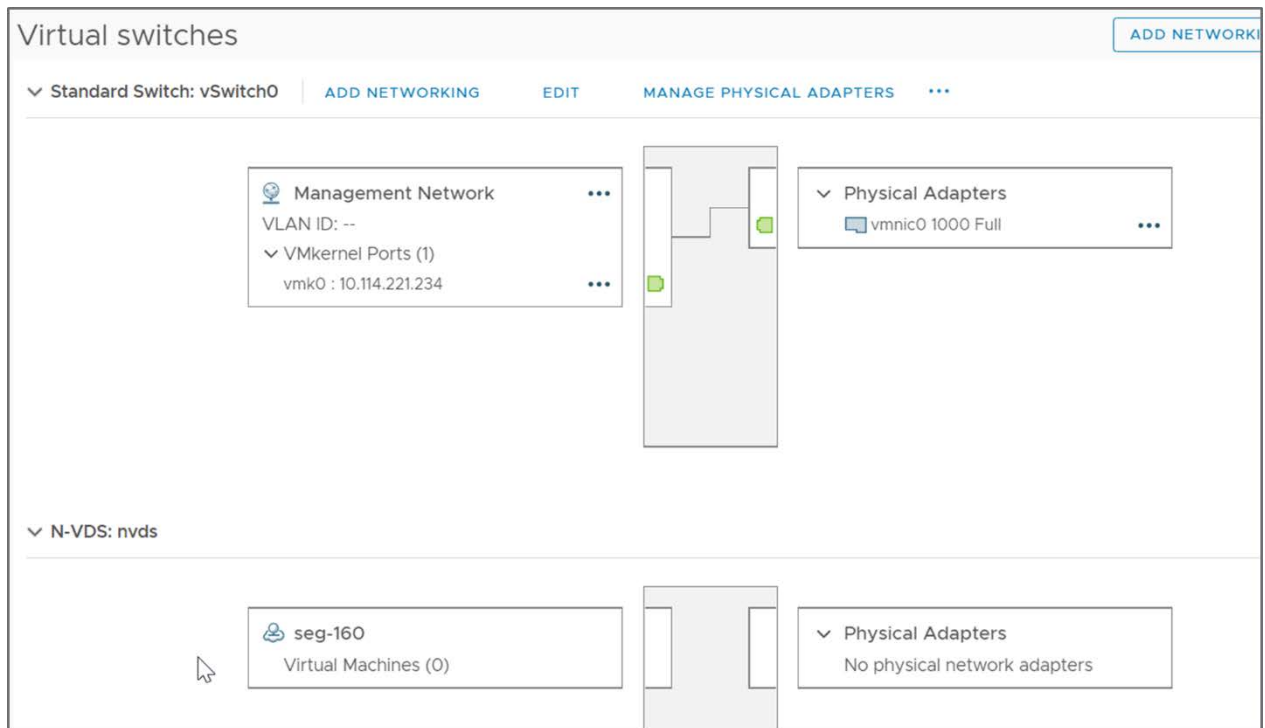 Virtual switches
ADD NETWORKI
Standard Switch: vSwitch0 ADD NETWORKING EDIT MANAGE PHYSICAL ADAPTERS ...
Management Network ...
VLAN ID: --
VMkernel Ports (1)
vmk0 : 10.114.221.234 ...
Physical Adapters
vmnic0 1000 Full ...
N-VDS: nvds
seg-160
Virtual Machines (0)
Physical Adapters
No physical network adapters